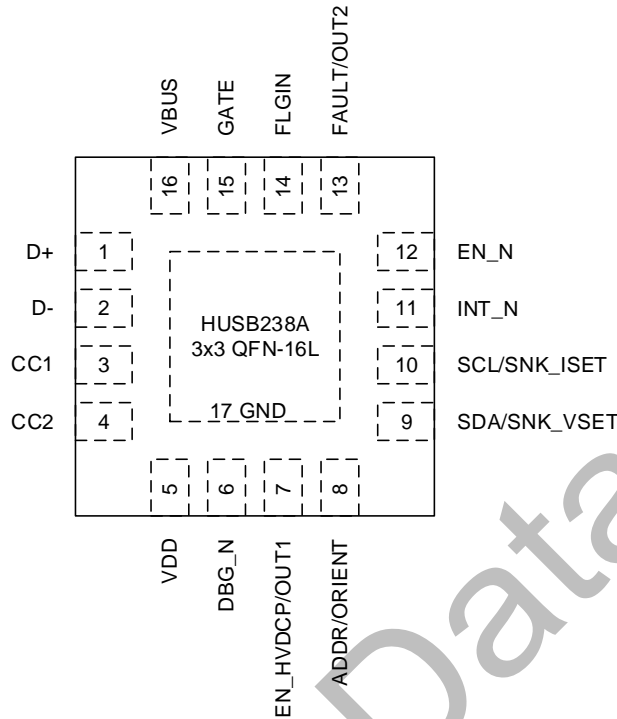 VBUS
GATE
FLGIN
FAULT/OUT2
16
15
14
13
D+ 1
12 EN_N
D- 2
11 INT_N
CC1 3
10 SCL/SNK_ISET
CC2 4
9 SDA/SNK_VSET
HUSB238A
3x3 QFN-16L
17 GND
5
6
7
8
VDD
DBG_N
EN_HVDCP/OUT1
ADDR/ORIENT
Data